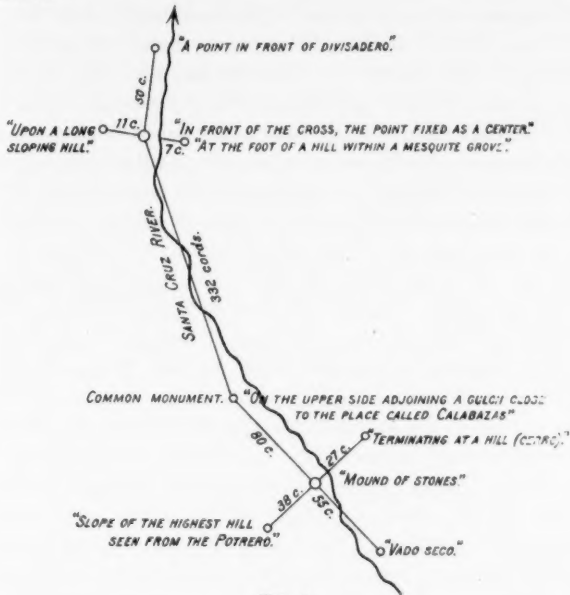 "A POINT IN FRONT OF DIVISADERO."
50 c.
"UPON A LONG
SLOPING HILL."
11 c.
"IN FRONT OF THE CROSS, THE POINT FIXED AS A CENTER."
7 c.
"AT THE FOOT OF A HILL WITHIN A MESQUITE GROVE."
SANTA CRUZ RIVER.
332 cords.
COMMON MONUMENT.
"ON THE UPPER SIDE ADJOINING A GULCH CLOSE
TO THE PLACE CALLED CALABAZAS"
80 c.
27 c.
"TERMINATING AT A HILL (CERRO)."
"MOUND OF STONES."
38 c.
55 c.
"SLOPE OF THE HIGHEST HILL
SEEN FROM THE POTRERO."
"VADO SECO."